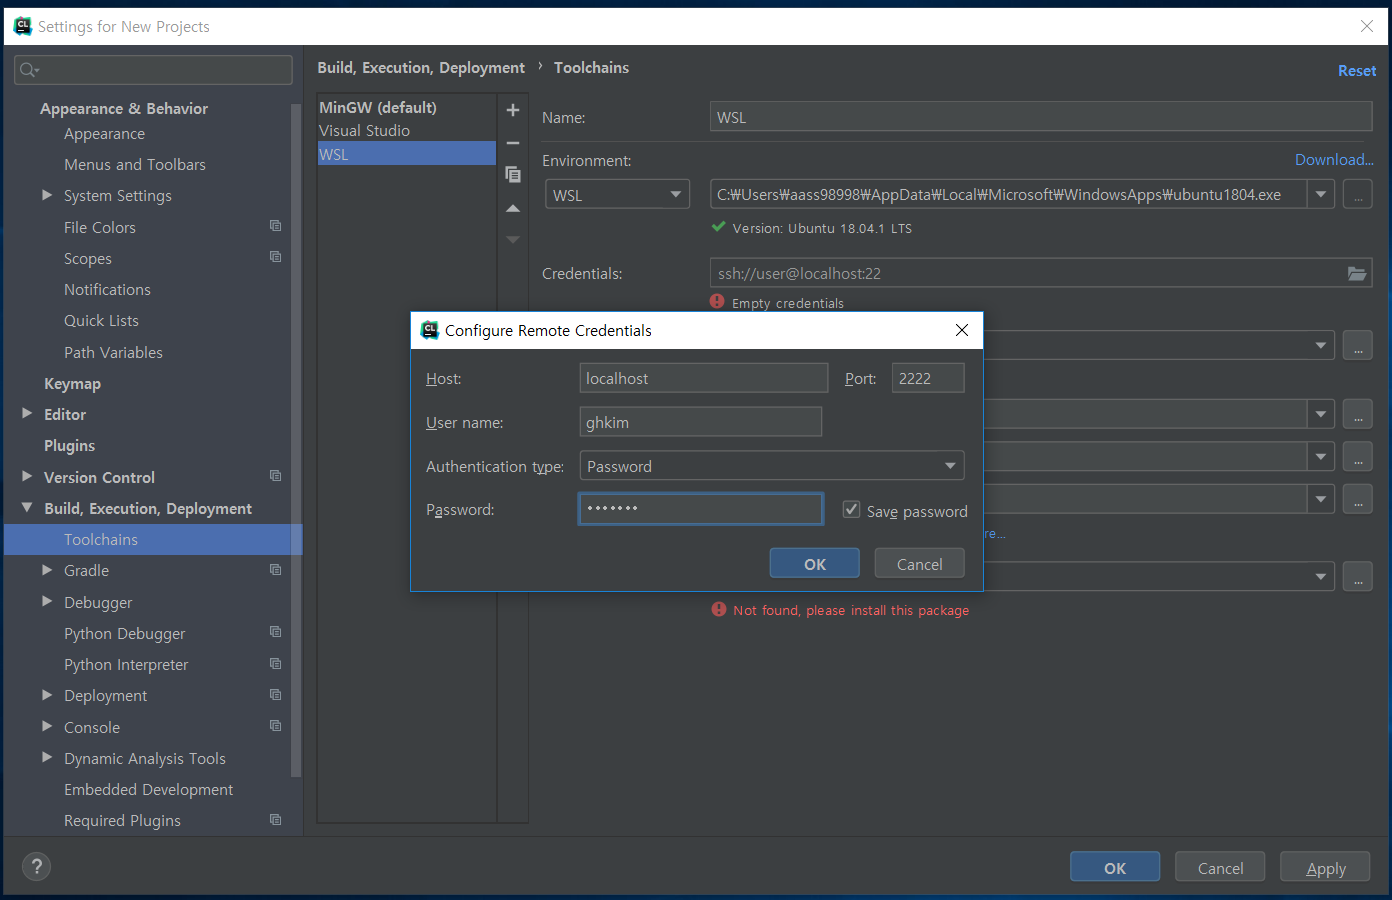 CL Settings for New Projects
Build, Execution, Deployment › Toolchains
Reset
Appearance & Behavior
Appearance
Menus and Toolbars
System Settings
File Colors
Scopes
Notifications
Quick Lists
Path Variables
Keymap
Editor
Plugins
Version Control
Build, Execution, Deployment
Toolchains
Gradle
Debugger
Python Debugger
Python Interpreter
Deployment
Console
Dynamic Analysis Tools
Embedded Development
Required Plugins
MinGW (default)
Visual Studio
WSL
Name: WSL
Environment: Download...
WSL C:₩Users₩aass98998₩AppData₩Local₩Microsoft₩WindowsApps₩ubuntu1804.exe ...
Version: Ubuntu 18.04.1 LTS
Credentials: ssh://user@localhost:22
Empty credentials
...
...
...
...
re...
...
Not found, please install this package
CL Configure Remote Credentials
Host: localhost Port: 2222
User name: ghkim
Authentication type: Password
Password: ••••••• Save password
OK Cancel
? OK Cancel Apply